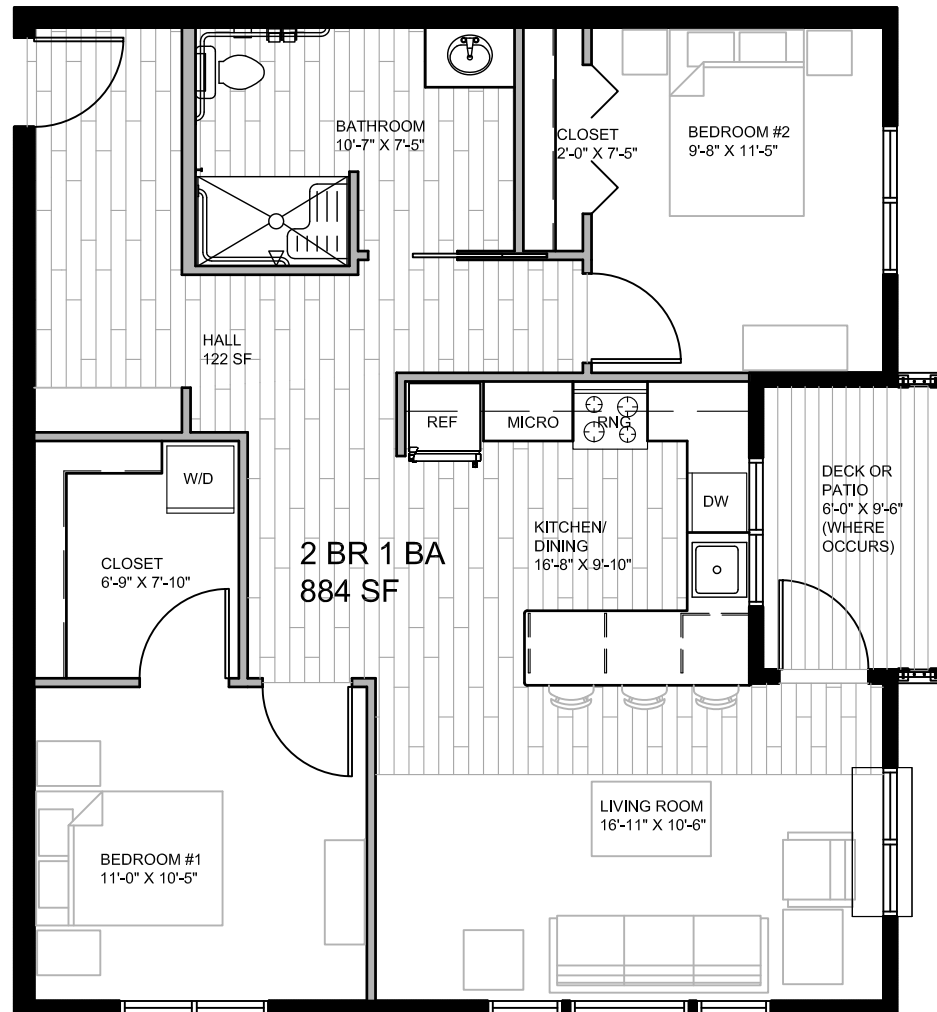 BATHROOM
10'-7" X 7'-5"
CLOSET
2'-0" X 7'-5"
BEDROOM #2
9'-8" X 11'-5"
HALL
122 SF
REF
MICRO
RNG
W/D
DW
DECK OR
PATIO
6'-0" X 9'-6"
(WHERE
OCCURS)
KITCHEN/
DINING
16'-8" X 9'-10"
2 BR 1 BA
884 SF
CLOSET
6'-9" X 7'-10"
LIVING ROOM
16'-11" X 10'-6"
BEDROOM #1
11'-0" X 10'-5"